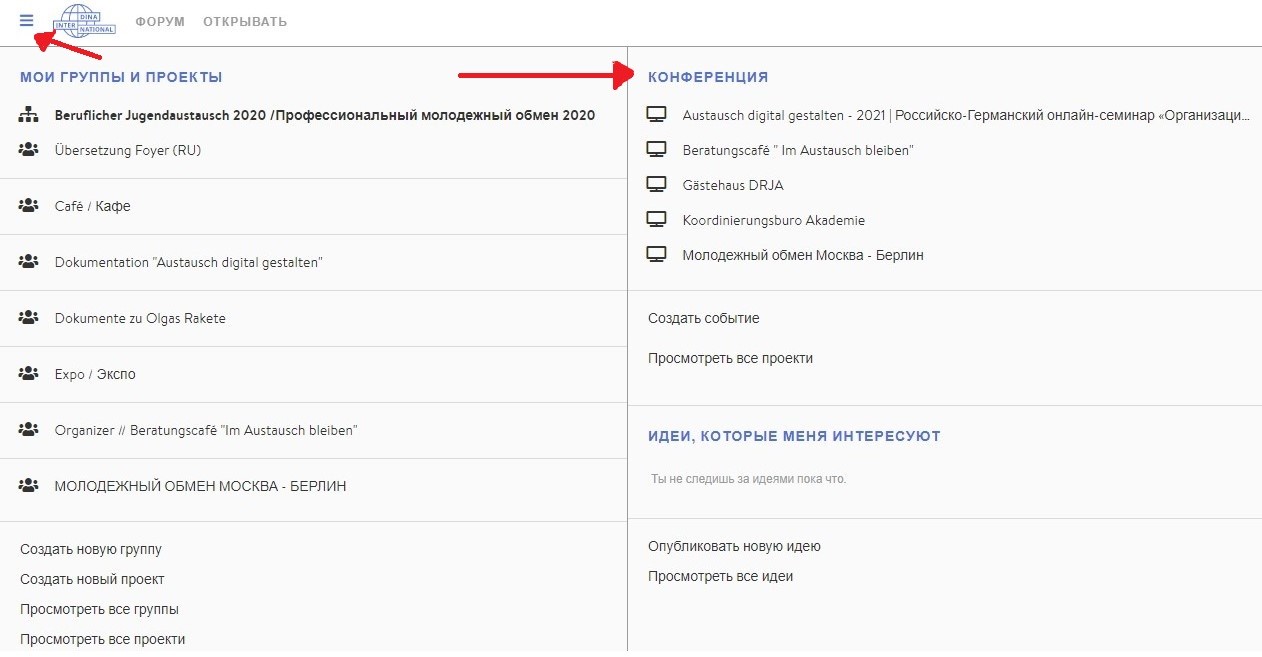 DINA
INTER
NATIONAL
ФОРУМ ОТКРЫВАТЬ
МОИ ГРУППЫ И ПРОЕКТЫ
Beruflicher Jugendaustausch 2020 /Профессиональный молодежный обмен 2020
Übersetzung Foyer (RU)
Café / Кафе
Dokumentation "Austausch digital gestalten"
Dokumente zu Olgas Rakete
Expo / Экспо
Organizer // Beratungscafé "Im Austausch bleiben"
МОЛОДЕЖНЫЙ ОБМЕН МОСКВА - БЕРЛИН
Создать новую группу
Создать новый проект
Просмотреть все группы
Просмотреть все проекти
КОНФЕРЕНЦИЯ
Austausch digital gestalten - 2021 | Российско-Германский онлайн-семинар «Организаци...
Beratungscafé " Im Austausch bleiben"
Gästehaus DRJA
Koordinierungsburo Akademie
Молодежный обмен Москва - Берлин
Создать событие
Просмотреть все проекти
ИДЕИ, КОТОРЫЕ МЕНЯ ИНТЕРЕСУЮТ
Ты не следишь за идеями пока что.
Опубликовать новую идею
Просмотреть все идеи